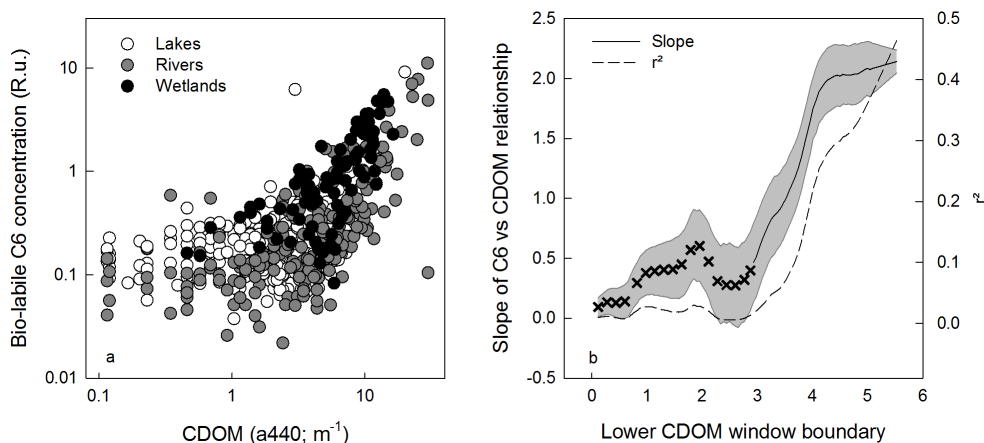 Lakes
Rivers
Wetlands
10
1
0.1
0.01
0.1
1
10
Bio-labile C6 concentration (R.u.)
CDOM (a440; m⁻¹)
a
Slope
r²
2.5
2.0
1.5
1.0
0.5
0.0
-0.5
0
1
2
3
4
5
6
0.5
0.4
0.3
0.2
0.1
0.0
Slope of C6 vs CDOM relationship
r²
Lower CDOM window boundary
b